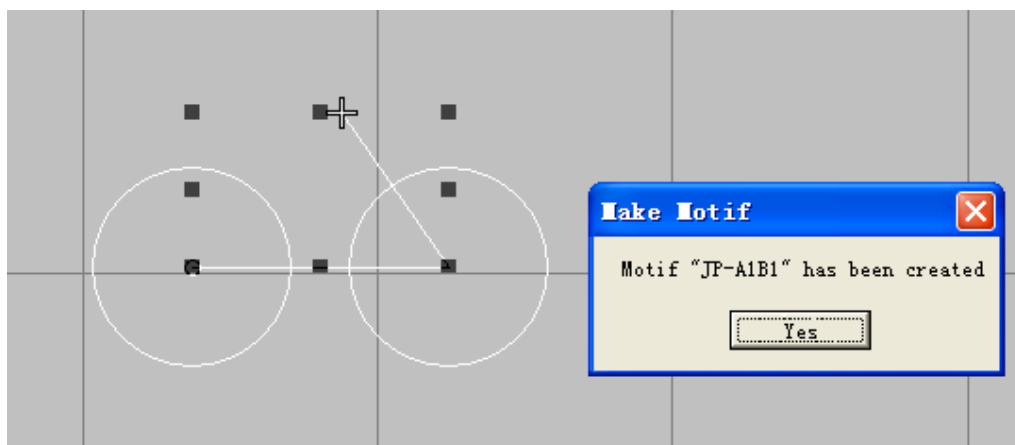 Make Motif
Motif "JP-A1B1" has been created
Yes